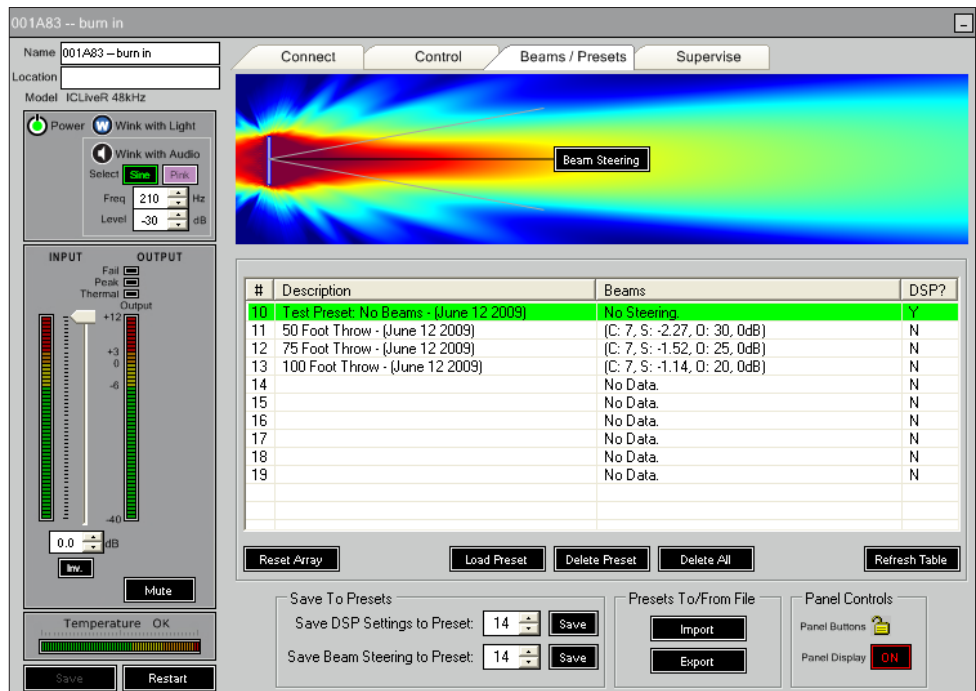 001A83 -- burn in
Name 001A83 -- burn in
Location
Model ICLiveR 48kHz
Connect Control Beams / Presets Supervise
Power W Wink with Light
Wink with Audio
Select Sine Pink
Freq 210 Hz
Level -30 dB
Beam Steering
INPUT OUTPUT
Fail
Peak
Thermal
Output
+12
+3
0
-6
-40
0.0 dB
Inv.
Mute
Temperature OK
Save Restart
# Description Beams DSP?
10 Test Preset: No Beams - (June 12 2009) No Steering. Y
11 50 Foot Throw - (June 12 2009) (C: 7, S: -2.27, O: 30, 0dB) N
12 75 Foot Throw - (June 12 2009) (C: 7, S: -1.52, O: 25, 0dB) N
13 100 Foot Throw - (June 12 2009) (C: 7, S: -1.14, O: 20, 0dB) N
14 No Data. N
15 No Data. N
16 No Data. N
17 No Data. N
18 No Data. N
19 No Data. N
Reset Array Load Preset Delete Preset Delete All Refresh Table
Save To Presets
Save DSP Settings to Preset: 14 Save
Save Beam Steering to Preset: 14 Save
Presets To/From File
Import
Export
Panel Controls
Panel Buttons
Panel Display ON